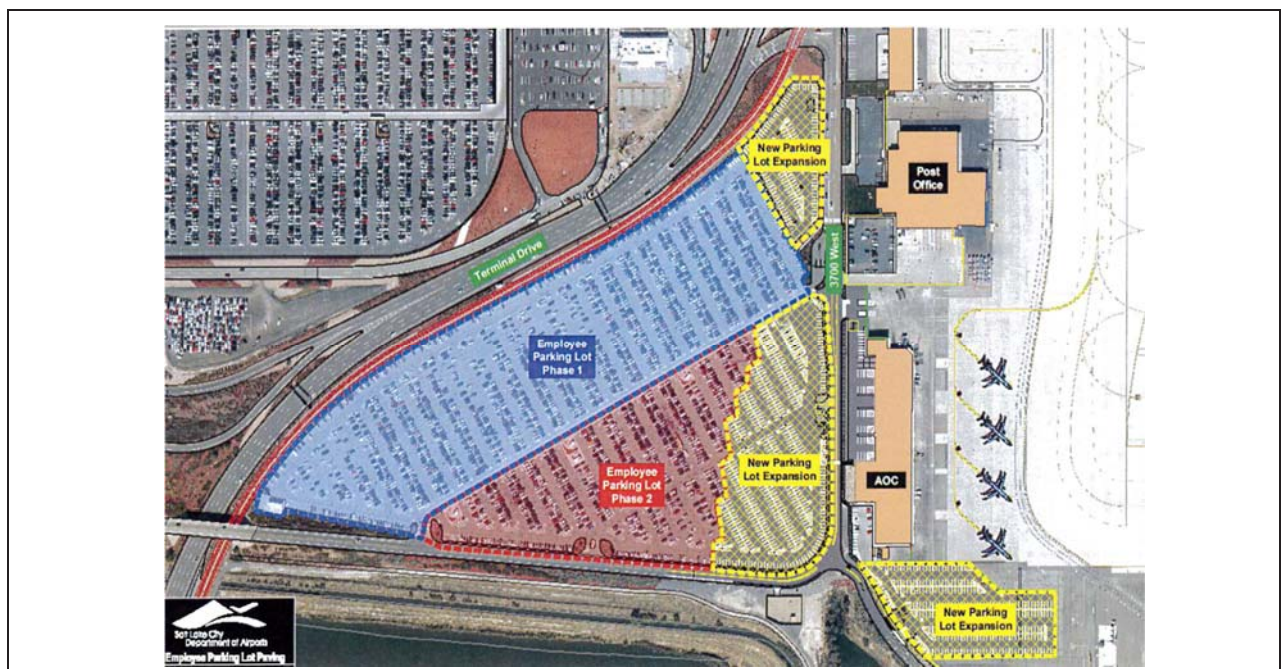 New Parking
Lot Expansion
Post
Office
Terminal Drive
3700 West
Employee
Parking Lot
Phase 1
Employee
Parking Lot
Phase 2
New Parking
Lot Expansion
AOC
New Parking
Lot Expansion
Salt Lake City
Department of Airports
Employee Parking Lot Paving